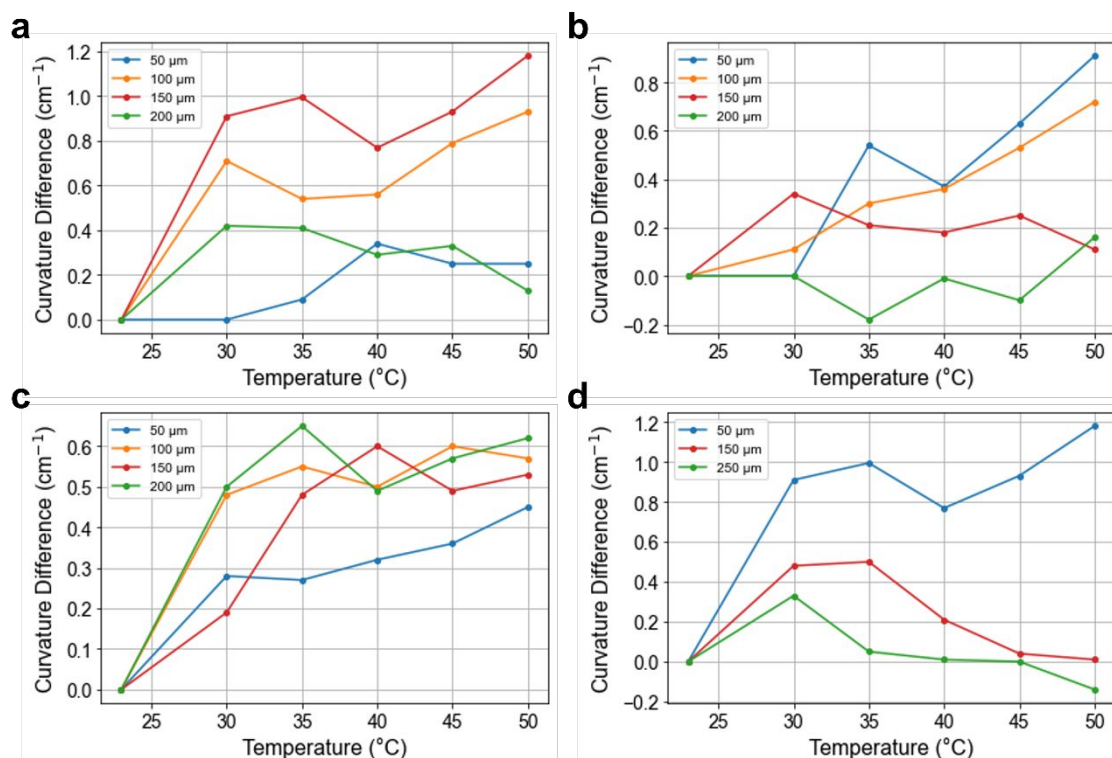 a
Curvature Difference (cm⁻¹)
1.2
1.0
0.8
0.6
0.4
0.2
0.0
50 µm
100 µm
150 µm
200 µm
25 30 35 40 45 50
Temperature (°C)
b
Curvature Difference (cm⁻¹)
0.8
0.6
0.4
0.2
0.0
−0.2
50 µm
100 µm
150 µm
200 µm
25 30 35 40 45 50
Temperature (°C)
c
Curvature Difference (cm⁻¹)
0.6
0.5
0.4
0.3
0.2
0.1
0.0
50 µm
100 µm
150 µm
200 µm
25 30 35 40 45 50
Temperature (°C)
d
Curvature Difference (cm⁻¹)
1.2
1.0
0.8
0.6
0.4
0.2
0.0
−0.2
50 µm
150 µm
250 µm
25 30 35 40 45 50
Temperature (°C)